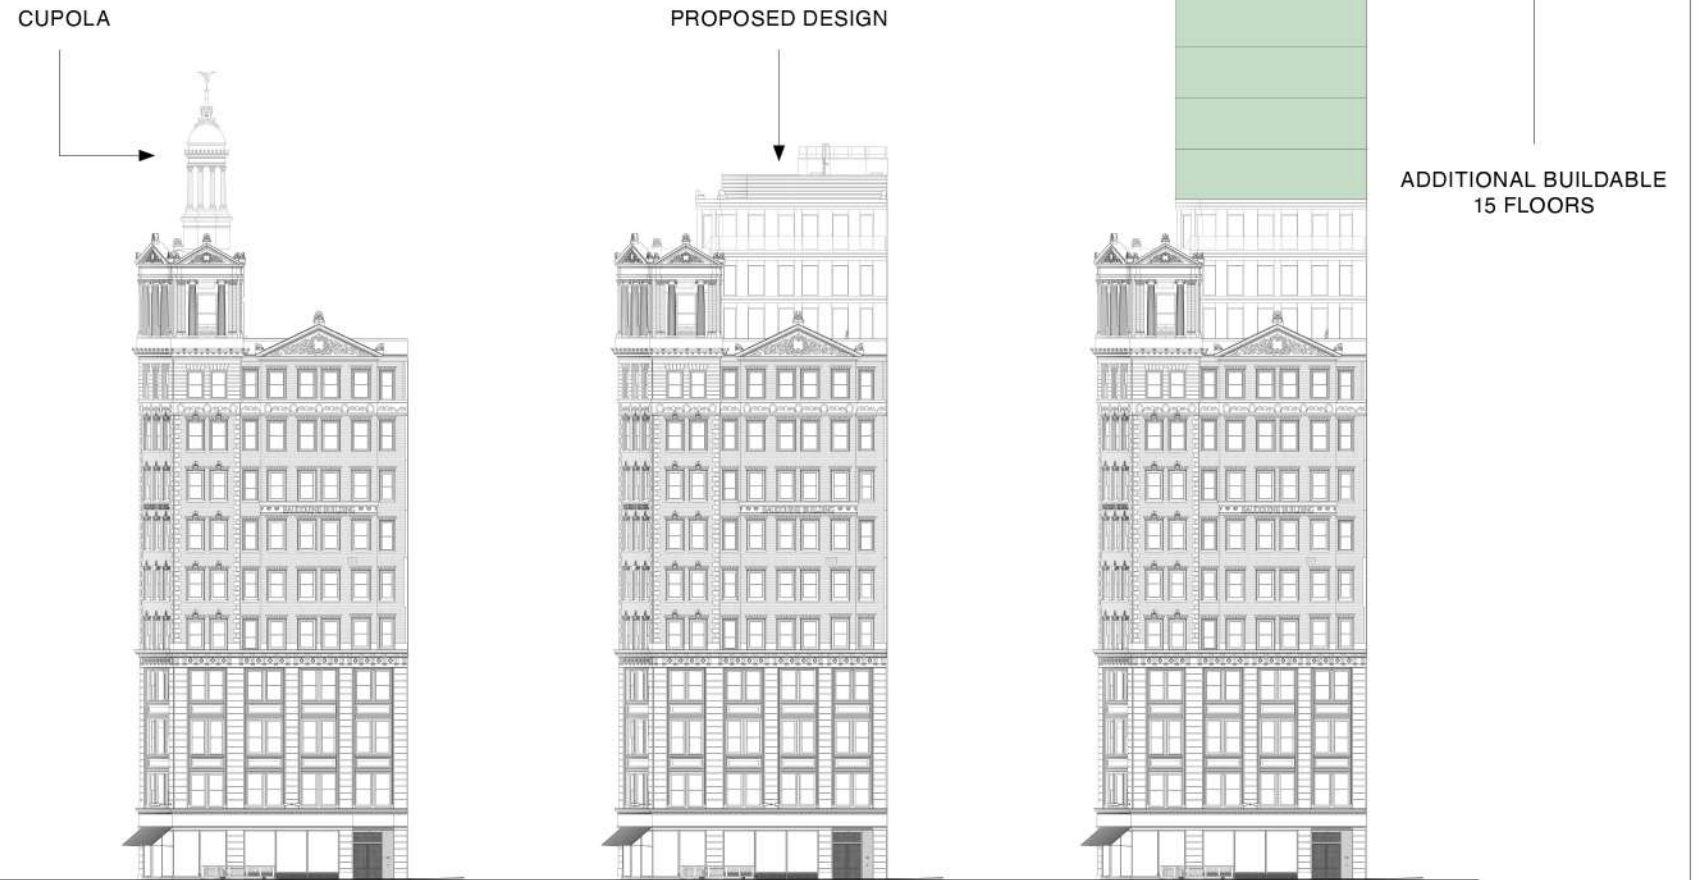 CUPOLA
PROPOSED DESIGN
ADDITIONAL BUILDABLE
15 FLOORS